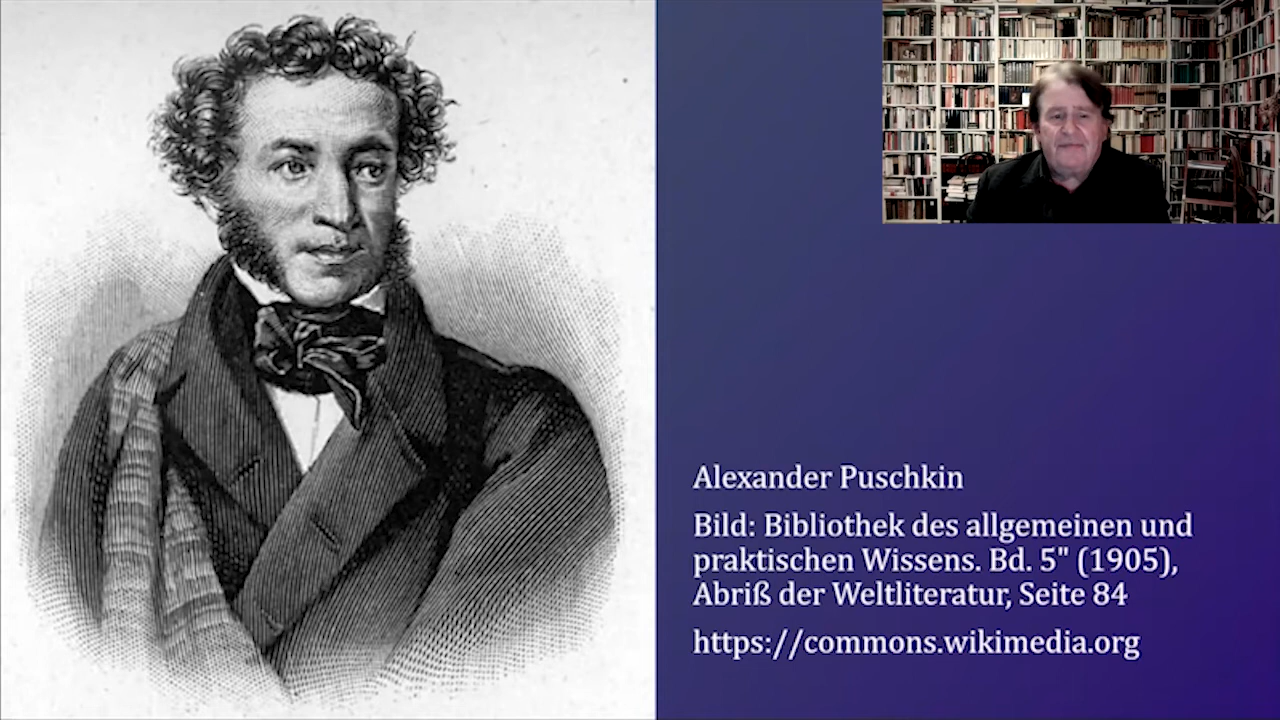 Alexander Puschkin
Bild: Bibliothek des allgemeinen und
praktischen Wissens. Bd. 5" (1905),
Abriß der Weltliteratur, Seite 84
https://commons.wikimedia.org